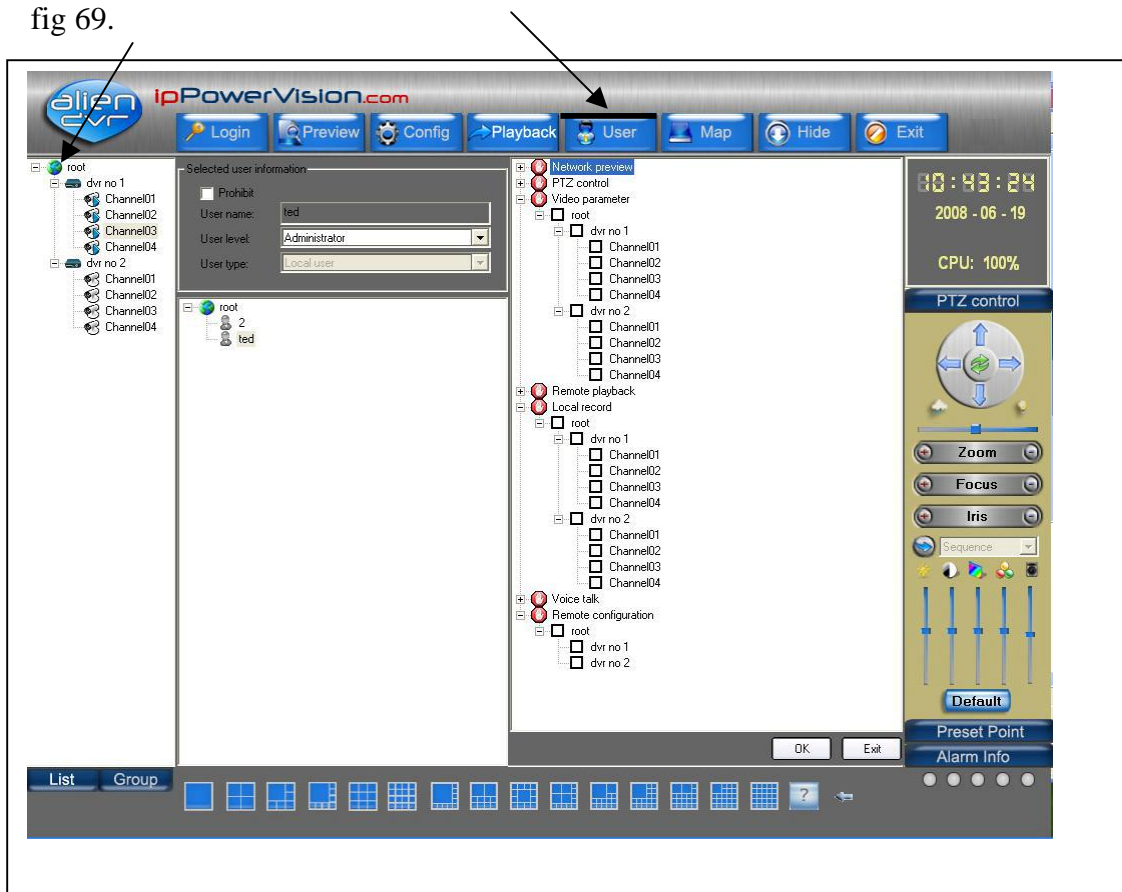 fig 69.
alien dvr
ipPowerVision.com
Login Preview Config Playback User Map Hide Exit
root
dvr no 1
Channel01
Channel02
Channel03
Channel04
dvr no 2
Channel01
Channel02
Channel03
Channel04
Selected user information
Prohibit
User name: ted
User level: Administrator
User type: Local user
root
2
ted
Network preview
PTZ control
Video parameter
root
dvr no 1
Channel01
Channel02
Channel03
Channel04
dvr no 2
Channel01
Channel02
Channel03
Channel04
Remote playback
Local record
root
dvr no 1
Channel01
Channel02
Channel03
Channel04
dvr no 2
Channel01
Channel02
Channel03
Channel04
Voice talk
Remote configuration
root
dvr no 1
dvr no 2
OK Exit
10:43:24
2008 - 06 - 19
CPU: 100%
PTZ control
Zoom
Focus
Iris
Sequence
Default
Preset Point
Alarm Info
List Group
?